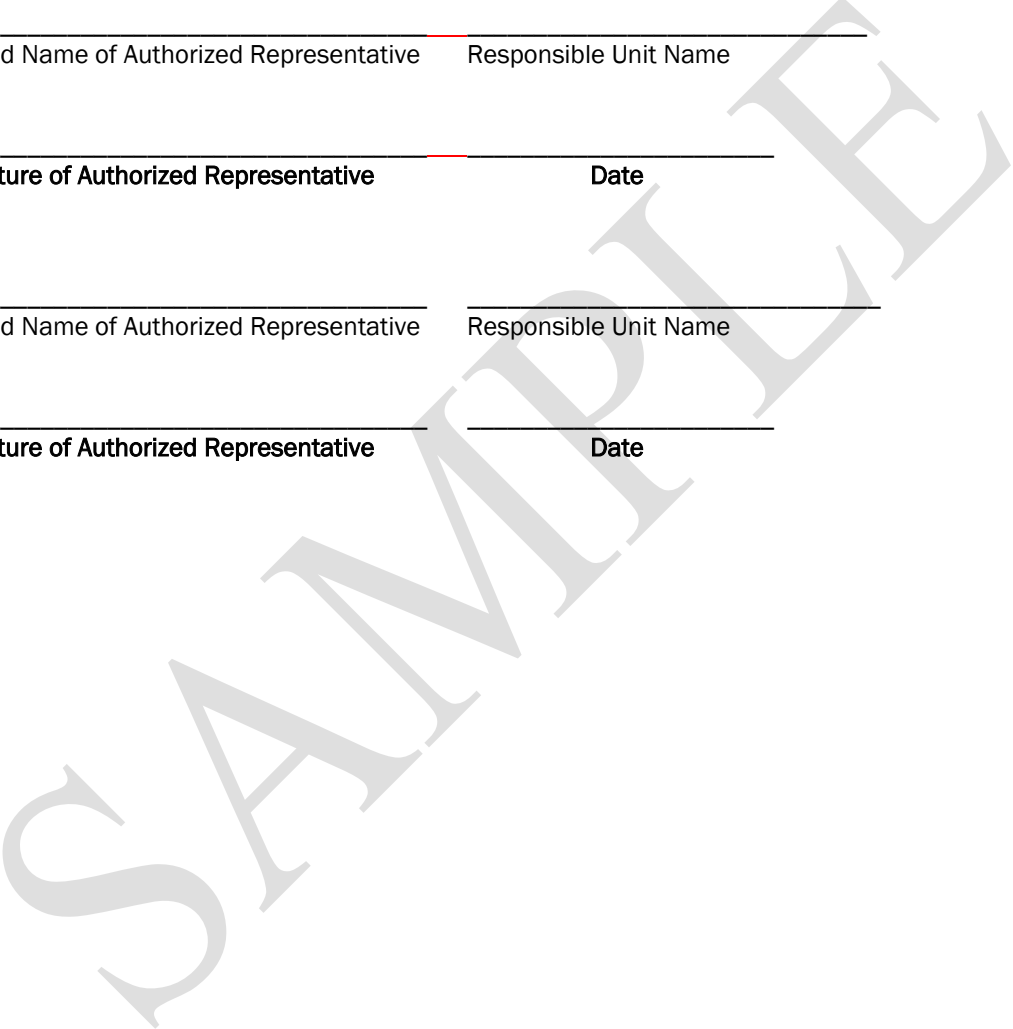 d Name of Authorized Representative Responsible Unit Name
ture of Authorized Representative Date
d Name of Authorized Representative Responsible Unit Name
ture of Authorized Representative Date
SAMPLE